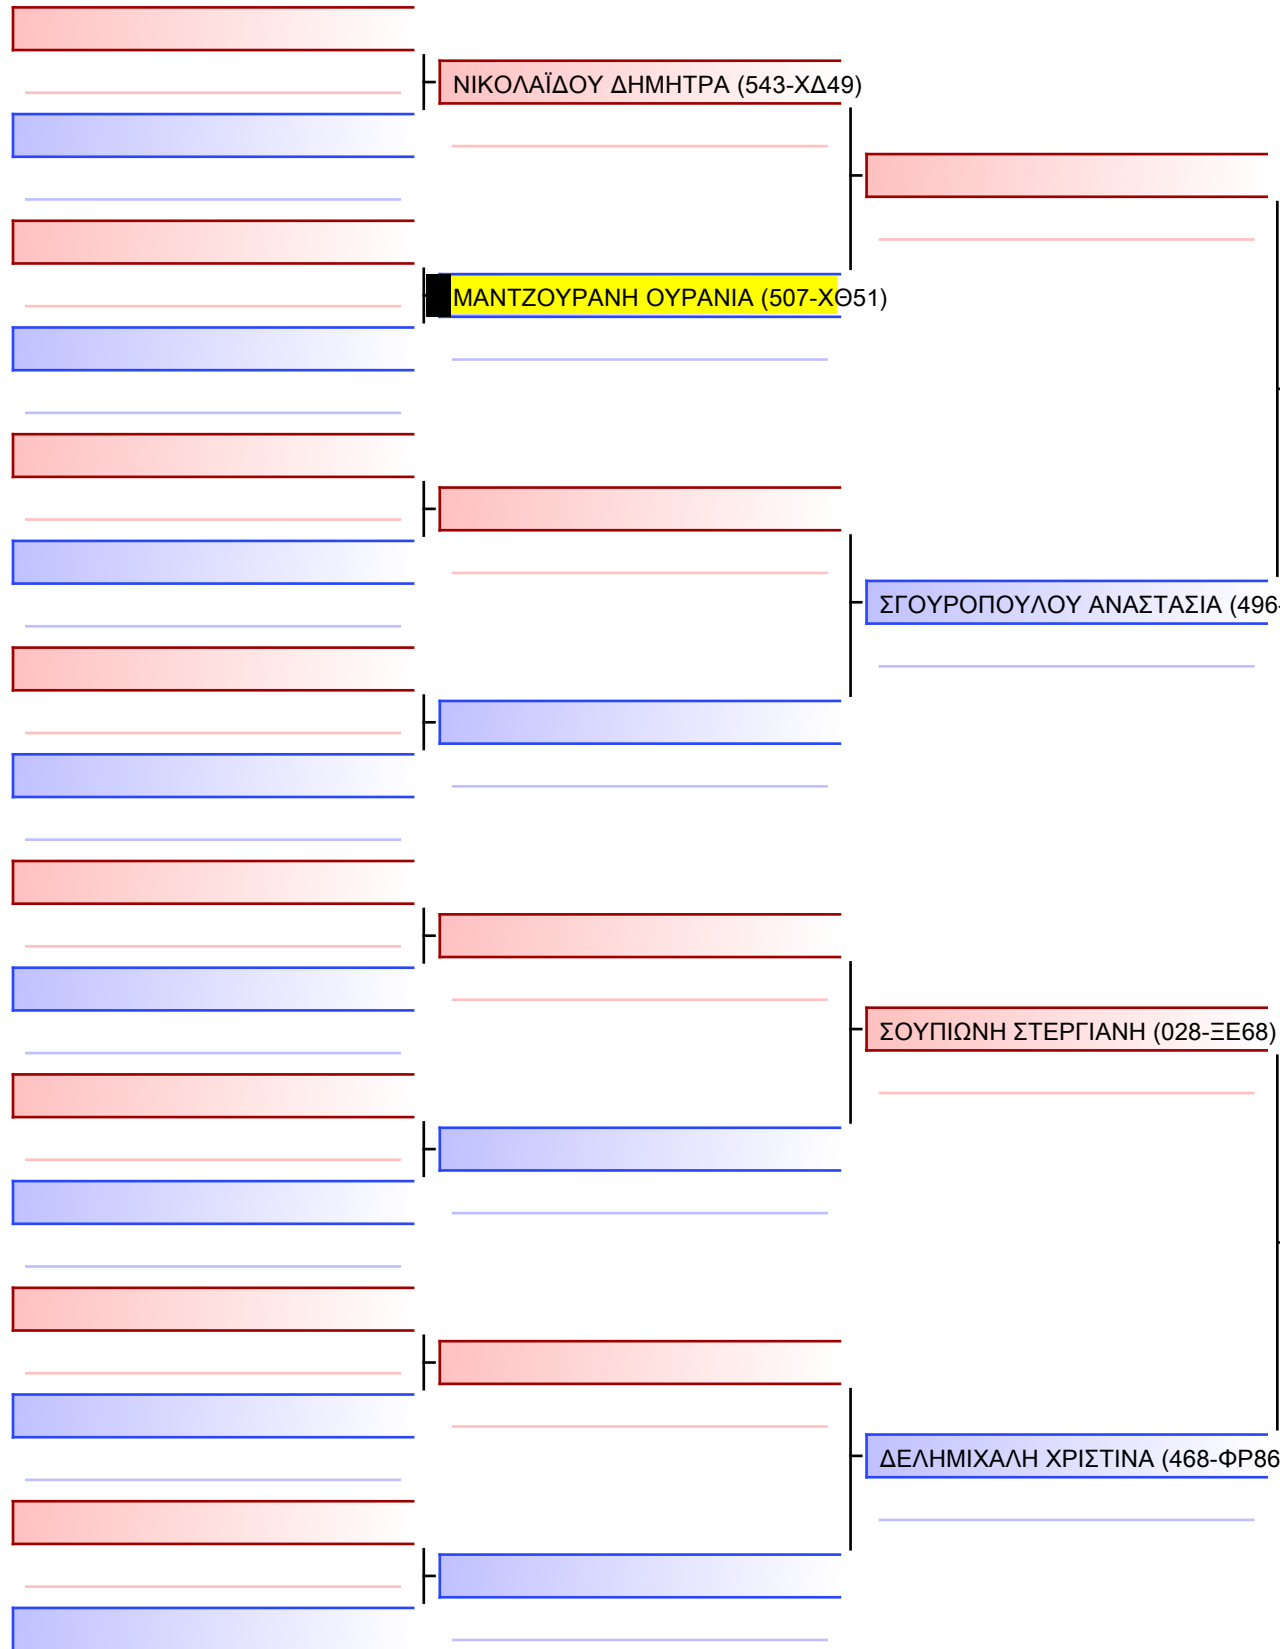 ΝΙΚΟΛΑΪΔΟΥ ΔΗΜΗΤΡΑ (543-ΧΔ49)
ΜΑΝΤΖΟΥΡΑΝΗ ΟΥΡΑΝΙΑ (507-ΧΘ51)
ΣΓΟΥΡΟΠΟΥΛΟΥ ΑΝΑΣΤΑΣΙΑ (496-
ΣΟΥΠΙΩΝΗ ΣΤΕΡΓΙΑΝΗ (028-ΞΕ68)
ΔΕΛΗΜΙΧΑΛΗ ΧΡΙΣΤΙΝΑ (468-ΦΡ86